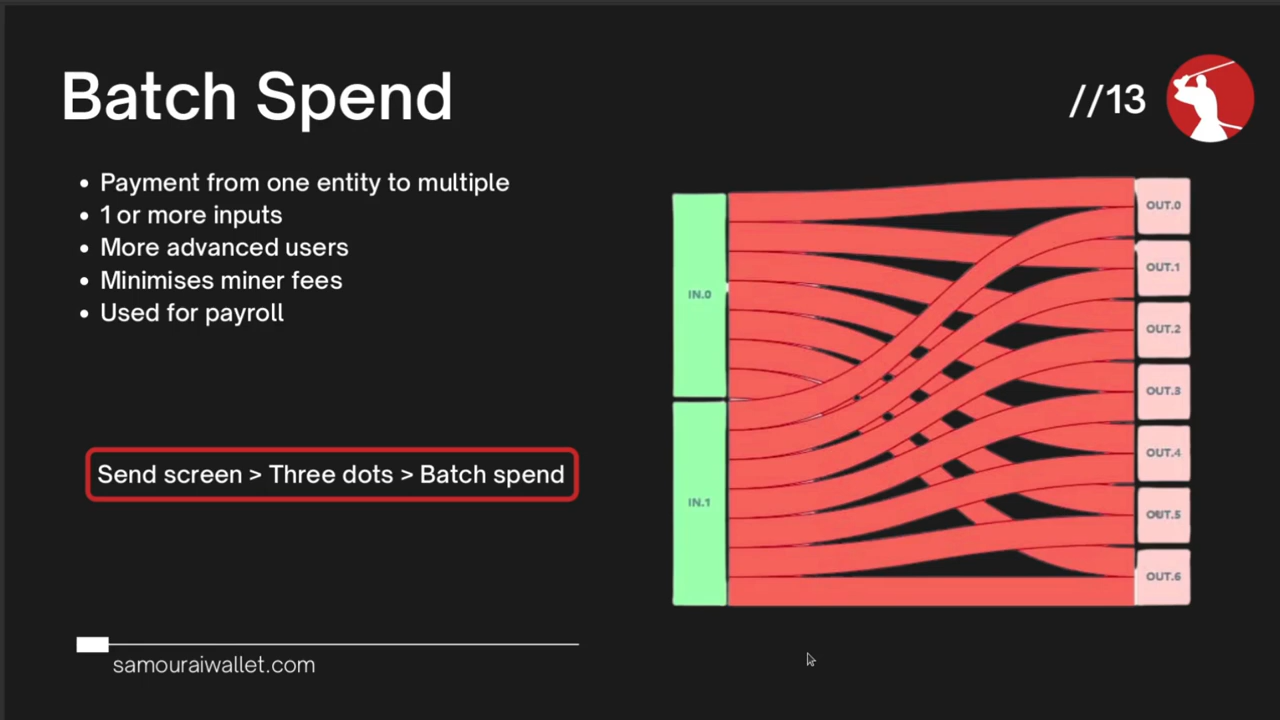 Batch Spend
//13
Payment from one entity to multiple
1 or more inputs
More advanced users
Minimises miner fees
Used for payroll
Send screen > Three dots > Batch spend
IN.0
IN.1
OUT.0
OUT.1
OUT.2
OUT.3
OUT.4
OUT.5
OUT.6
samouraiwallet.com